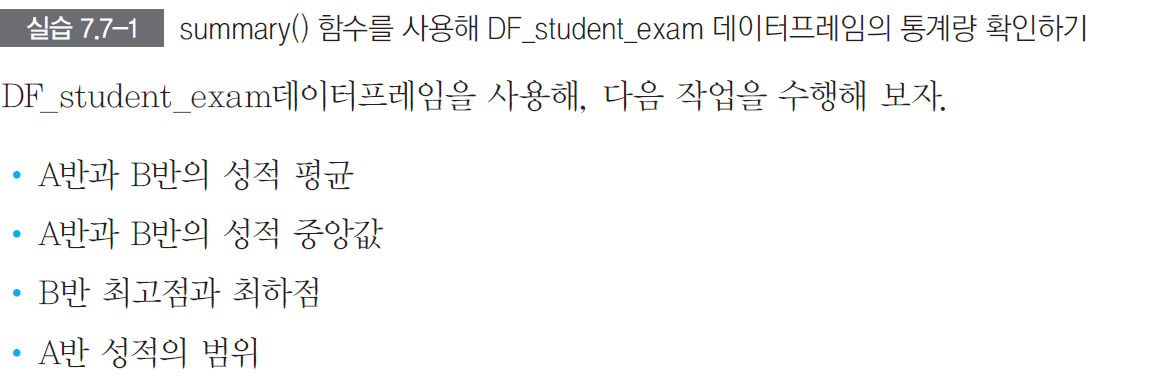 실습 7.7-1 summary() 함수를 사용해 DF_student_exam 데이터프레임의 통계량 확인하기
DF_student_exam데이터프레임을 사용해, 다음 작업을 수행해 보자.
• A반과 B반의 성적 평균
• A반과 B반의 성적 중앙값
• B반 최고점과 최하점
• A반 성적의 범위